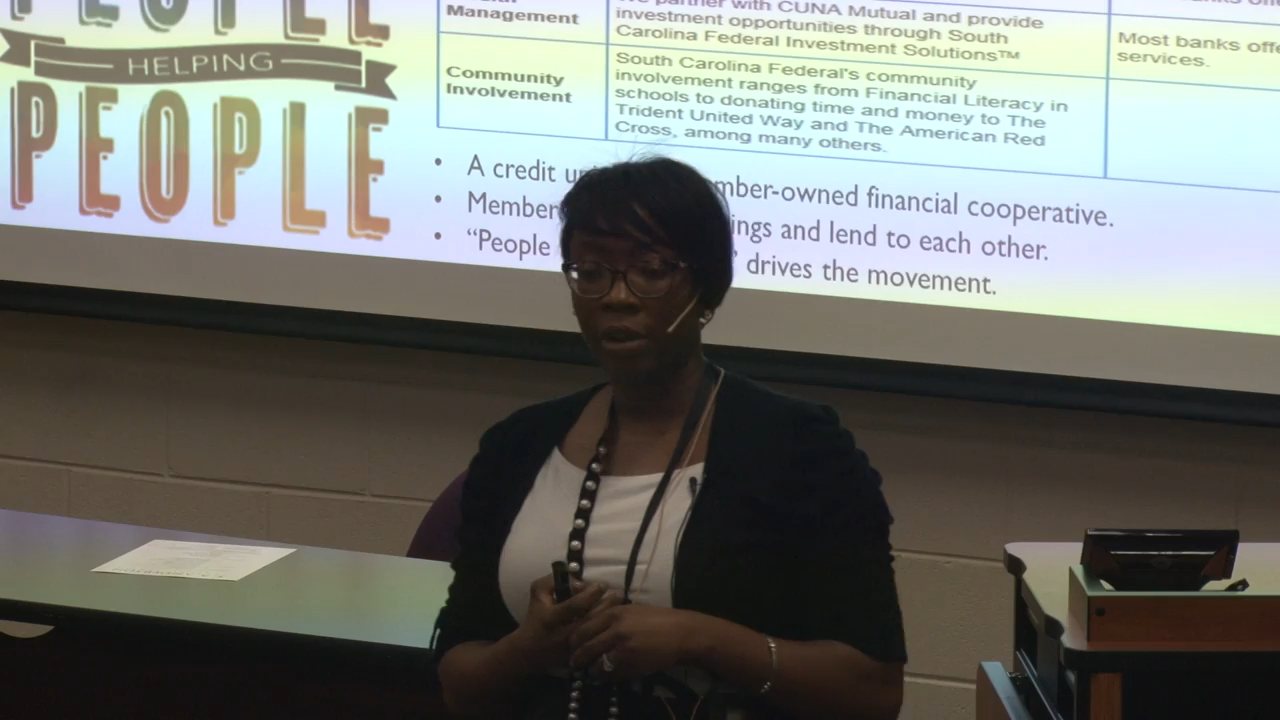 PEOPLE
HELPING
PEOPLE
Management
partner with CUNA Mutual and provide
investment opportunities through South
Carolina Federal Investment Solutions™
Most banks
services.
Community
Involvement
South Carolina Federal's community
involvement ranges from Financial Literacy in
schools to donating time and money to The
Trident United Way and The American Red
Cross, among many others.
• A credit mber-owned financial cooperative.
• Member ings and lend to each other.
• “People ” drives the movement.